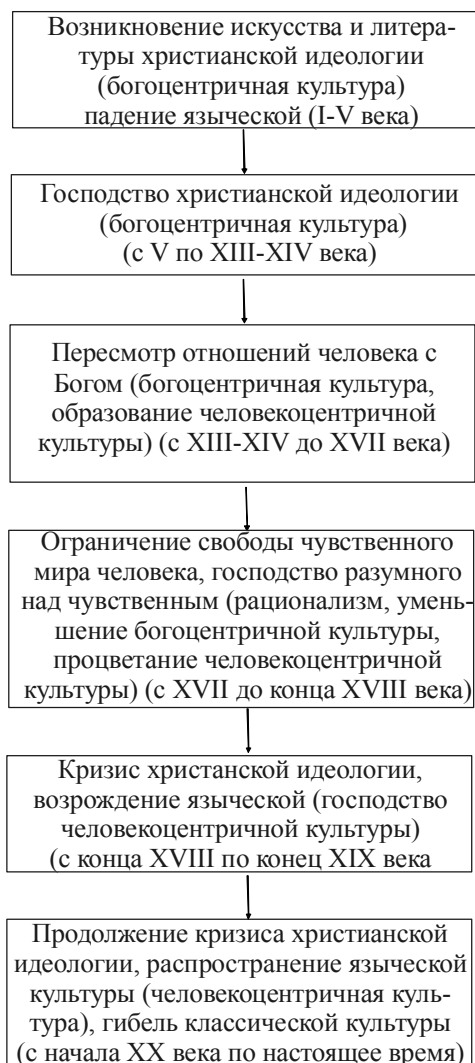 Возникновение искусства и литера-
туры христианской идеологии
(богоцентричная культура)
падение языческой (I-V века)
Господство христианской идеологии
(богоцентричная культура)
(с V по XIII-XIV века)
Пересмотр отношений человека с
Богом (богоцентричная культура,
образование человекоцентричной
культуры) (с XIII-XIV до XVII века)
Ограничение свободы чувственного
мира человека, господство разумного
над чувственным (рационализм, умень-
шение богоцентричной культуры,
процветание человекоцентричной
культуры) (с XVII до конца XVIII века)
Кризис христанской идеологии,
возрождение языческой (господство
человекоцентричной культуры)
(с конца XVIII по конец XIX века
Продолжение кризиса христианской
идеологии, распространение языческой
культуры (человекоцентричная куль-
тура), гибель классической культуры
(с начала XX века по настоящее время)